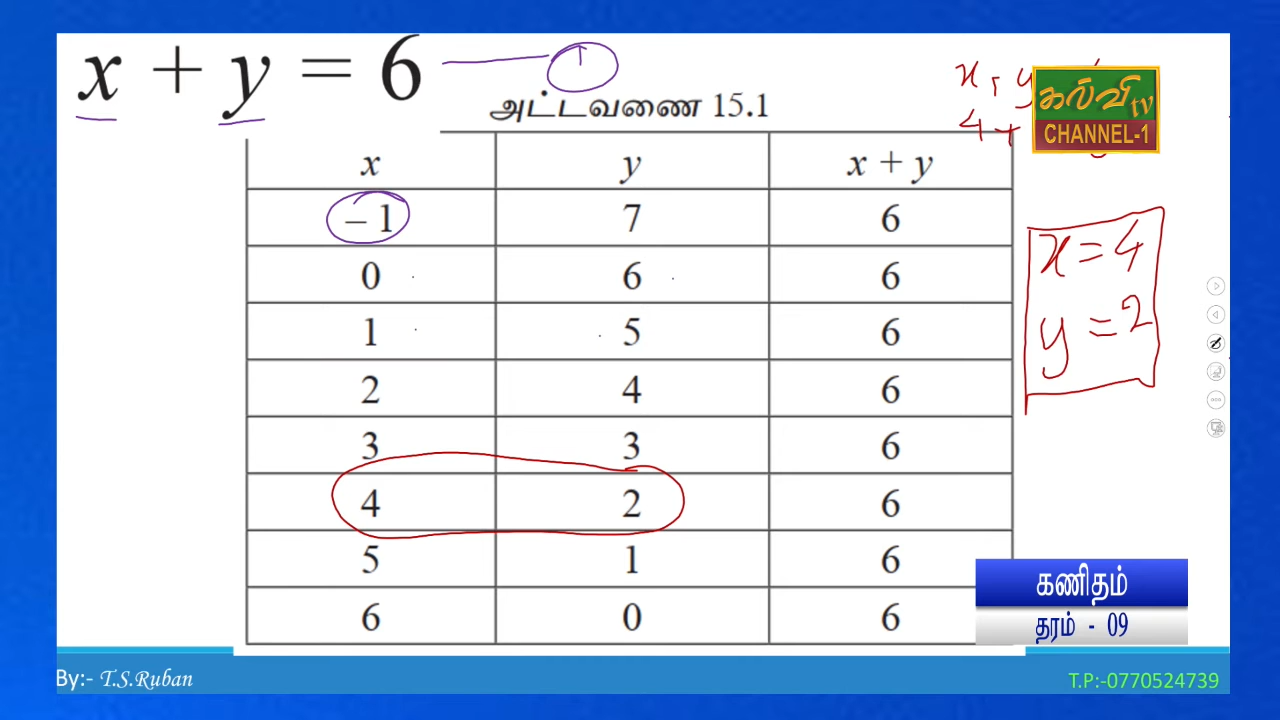 x + y = 6 ——— 1
அட்டவணை 15.1
x y x + y
– 1 7 6
0 6 6
1 5 6
2 4 6
3 3 6
4 2 6
5 1 6
6 0 6
x, y
4 +
கல்வி tv
CHANNEL-1
x = 4
y = 2
கணிதம்
தரம் - 09
By:- T.S.Ruban
T.P:-0770524739